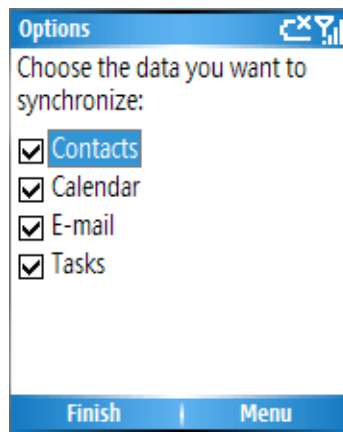 Options
Choose the data you want to
synchronize:
Contacts
Calendar
E-mail
Tasks
Finish
Menu